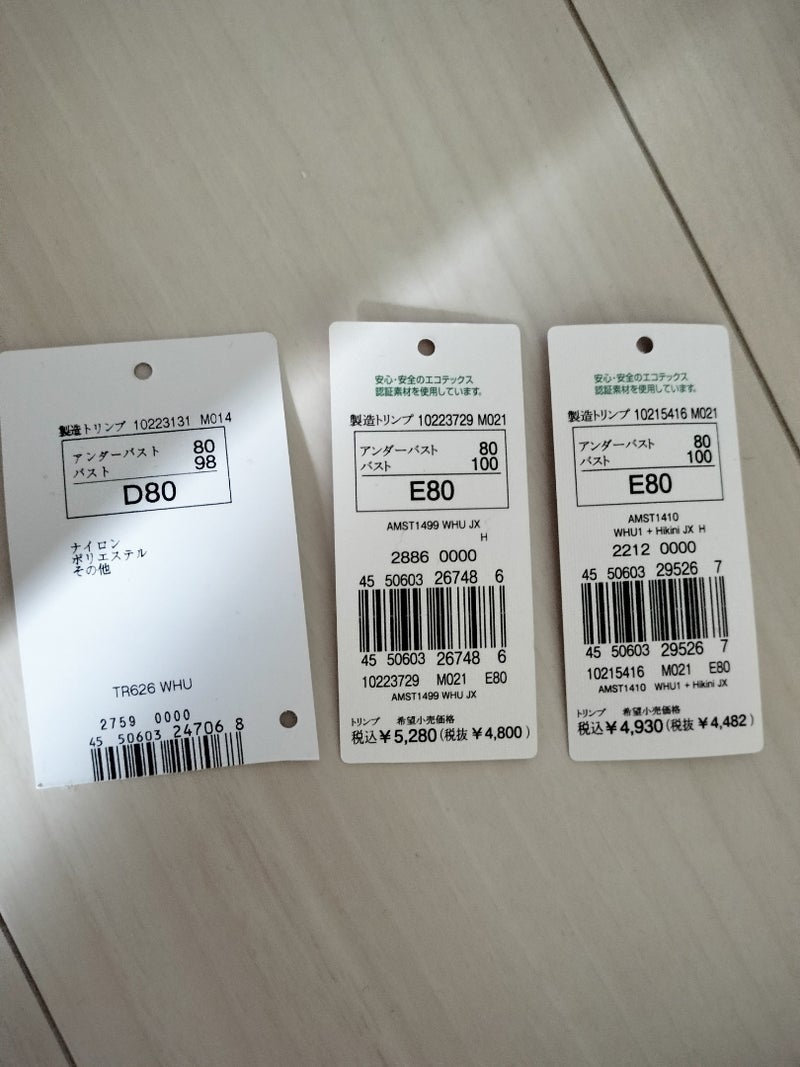 製造トリンプ 10223131 M014
アンダーバスト 80
バスト 98
D80
ナイロン
ポリエステル
その他
TR626 WHU
2759 0000
45 50603 24706 8
安心・安全のエコテックス
認証素材を使用しています。
製造トリンプ 10223729 M021
アンダーバスト 80
バスト 100
E80
AMST1499 WHU JX
H
2886 0000
45 50603 26748 6
45 50603 26748 6
10223729 M021 E80
AMST1499 WHU JX
トリンプ 希望小売価格
税込¥5,280(税抜¥4,800)
安心・安全のエコテックス
認証素材を使用しています。
製造トリンプ 10215416 M021
アンダーバスト 80
バスト 100
E80
AMST1410
WHU1 + Hikini JX H
2212 0000
45 50603 29526 7
45 50603 29526 7
10215416 M021 E80
AMST1410 WHU1 + Hikini JX
トリンプ 希望小売価格
税込¥4,930(税抜¥4,482)